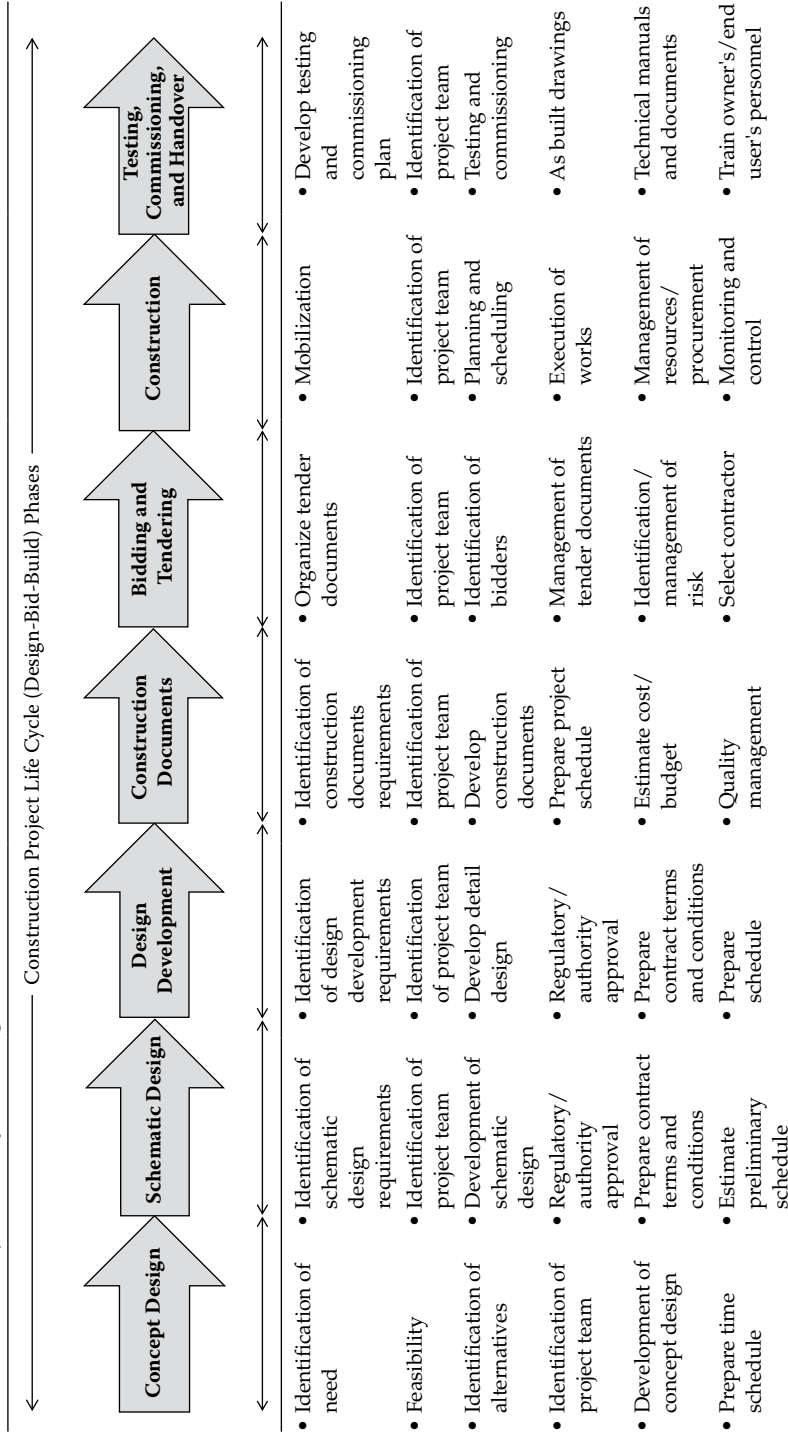 Construction Project Life Cycle (Design-Bid-Build) Phases
Concept Design
Schematic Design
Design
Development
Construction
Documents
Bidding and
Tendering
Construction
Testing,
Commissioning,
and Handover
• Identification of
need
• Feasibility
• Identification of
alternatives
• Identification of
project team
• Development of
concept design
• Prepare time
schedule
• Identification of
schematic
design
requirements
• Identification of
project team
• Development of
schematic
design
• Regulatory/
authority
approval
• Prepare contract
terms and
conditions
• Estimate
preliminary
schedule
• Identification
of design
development
requirements
• Identification
of project team
• Develop detail
design
• Regulatory/
authority
approval
• Prepare
contract terms
and conditions
• Prepare
schedule
• Identification of
construction
documents
requirements
• Identification of
project team
• Develop
construction
documents
• Prepare project
schedule
• Estimate cost/
budget
• Quality
management
• Organize tender
documents
• Identification of
project team
• Identification of
bidders
• Management of
tender documents
• Identification/
management of
risk
• Select contractor
• Mobilization
• Identification of
project team
• Planning and
scheduling
• Execution of
works
• Management of
resources/
procurement
• Monitoring and
control
• Develop testing
and
commissioning
plan
• Identification of
project team
• Testing and
commissioning
• As built drawings
• Technical manuals
and documents
• Train owner's/end
user's personnel